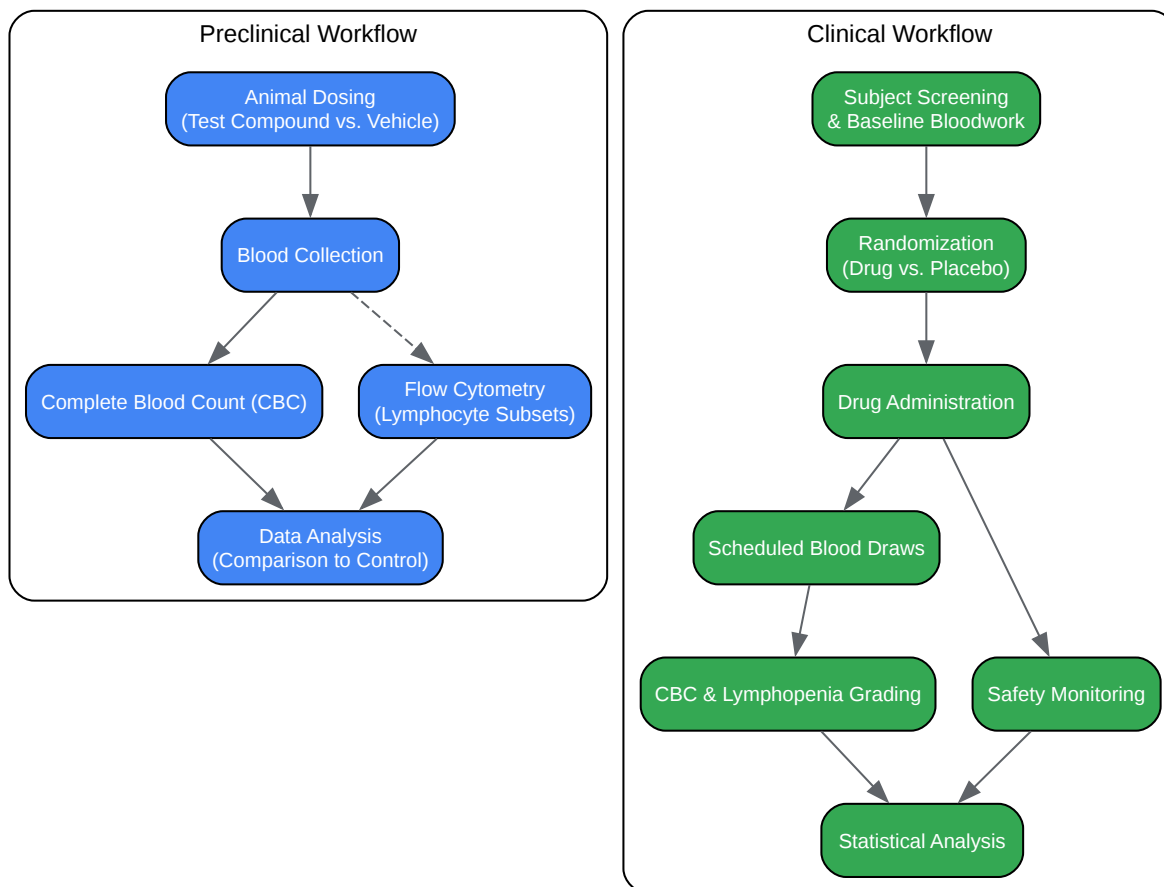 Preclinical Workflow
Animal Dosing
(Test Compound vs. Vehicle)
Blood Collection
Complete Blood Count (CBC)
Flow Cytometry
(Lymphocyte Subsets)
Data Analysis
(Comparison to Control)
Clinical Workflow
Subject Screening
& Baseline Bloodwork
Randomization
(Drug vs. Placebo)
Drug Administration
Scheduled Blood Draws
CBC & Lymphopenia Grading
Safety Monitoring
Statistical Analysis